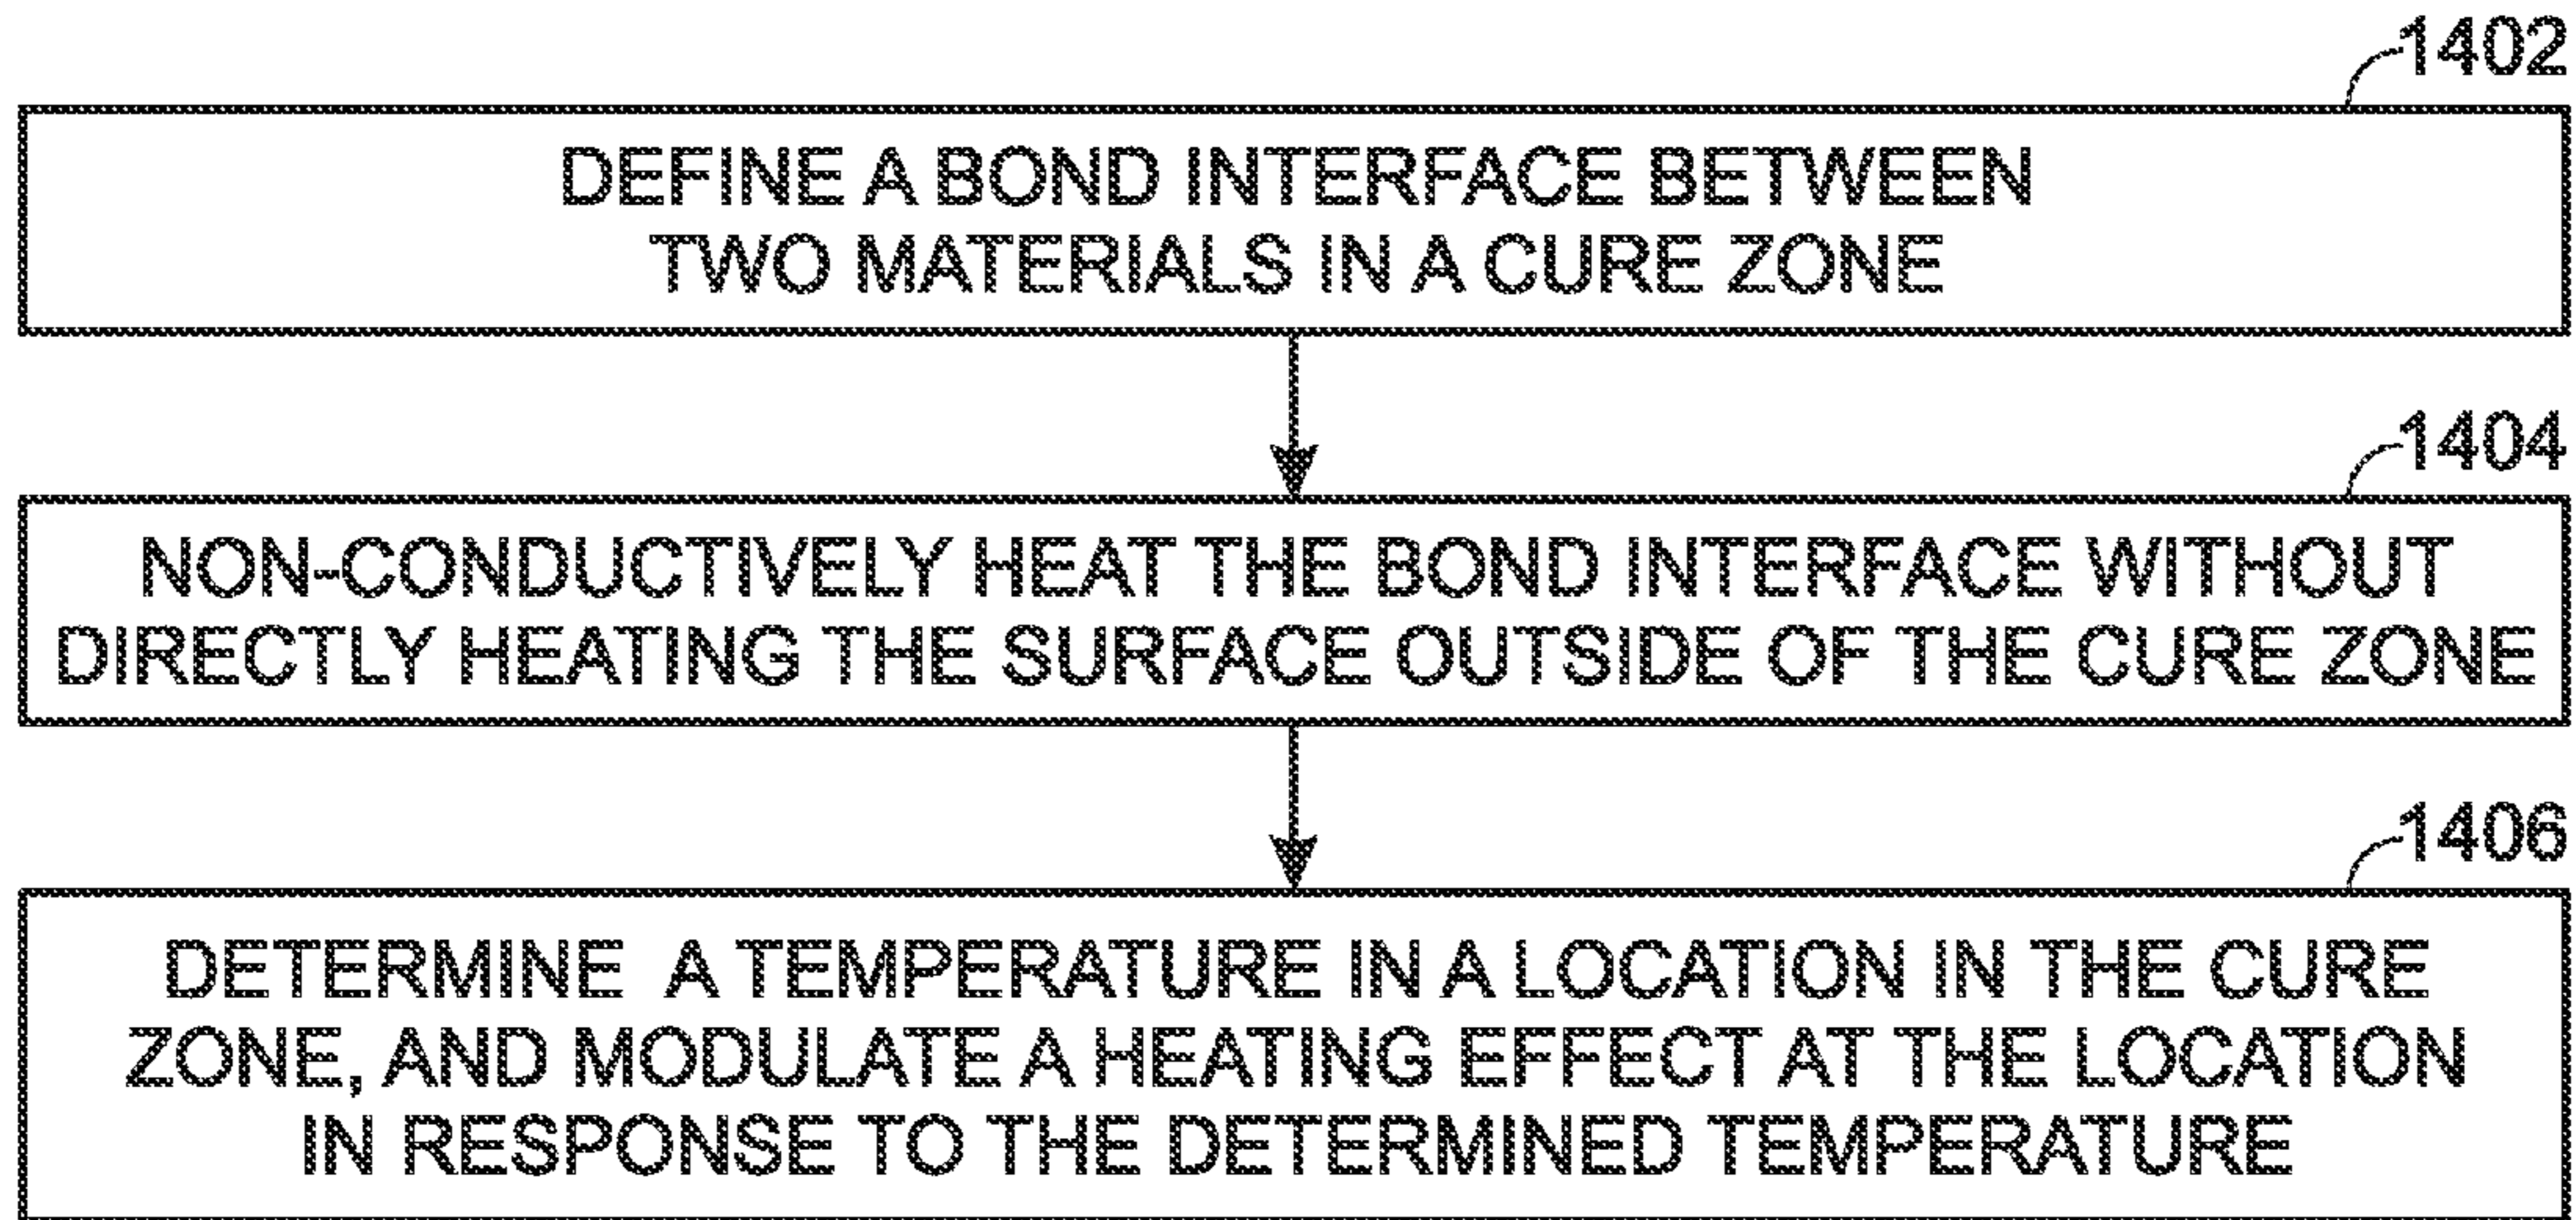 1402
DEFINE A BOND INTERFACE BETWEEN
TWO MATERIALS IN A CURE ZONE
1404
NON-CONDUCTIVELY HEAT THE BOND INTERFACE WITHOUT
DIRECTLY HEATING THE SURFACE OUTSIDE OF THE CURE ZONE
1406
DETERMINE A TEMPERATURE IN A LOCATION IN THE CURE
ZONE, AND MODULATE A HEATING EFFECT AT THE LOCATION
IN RESPONSE TO THE DETERMINED TEMPERATURE